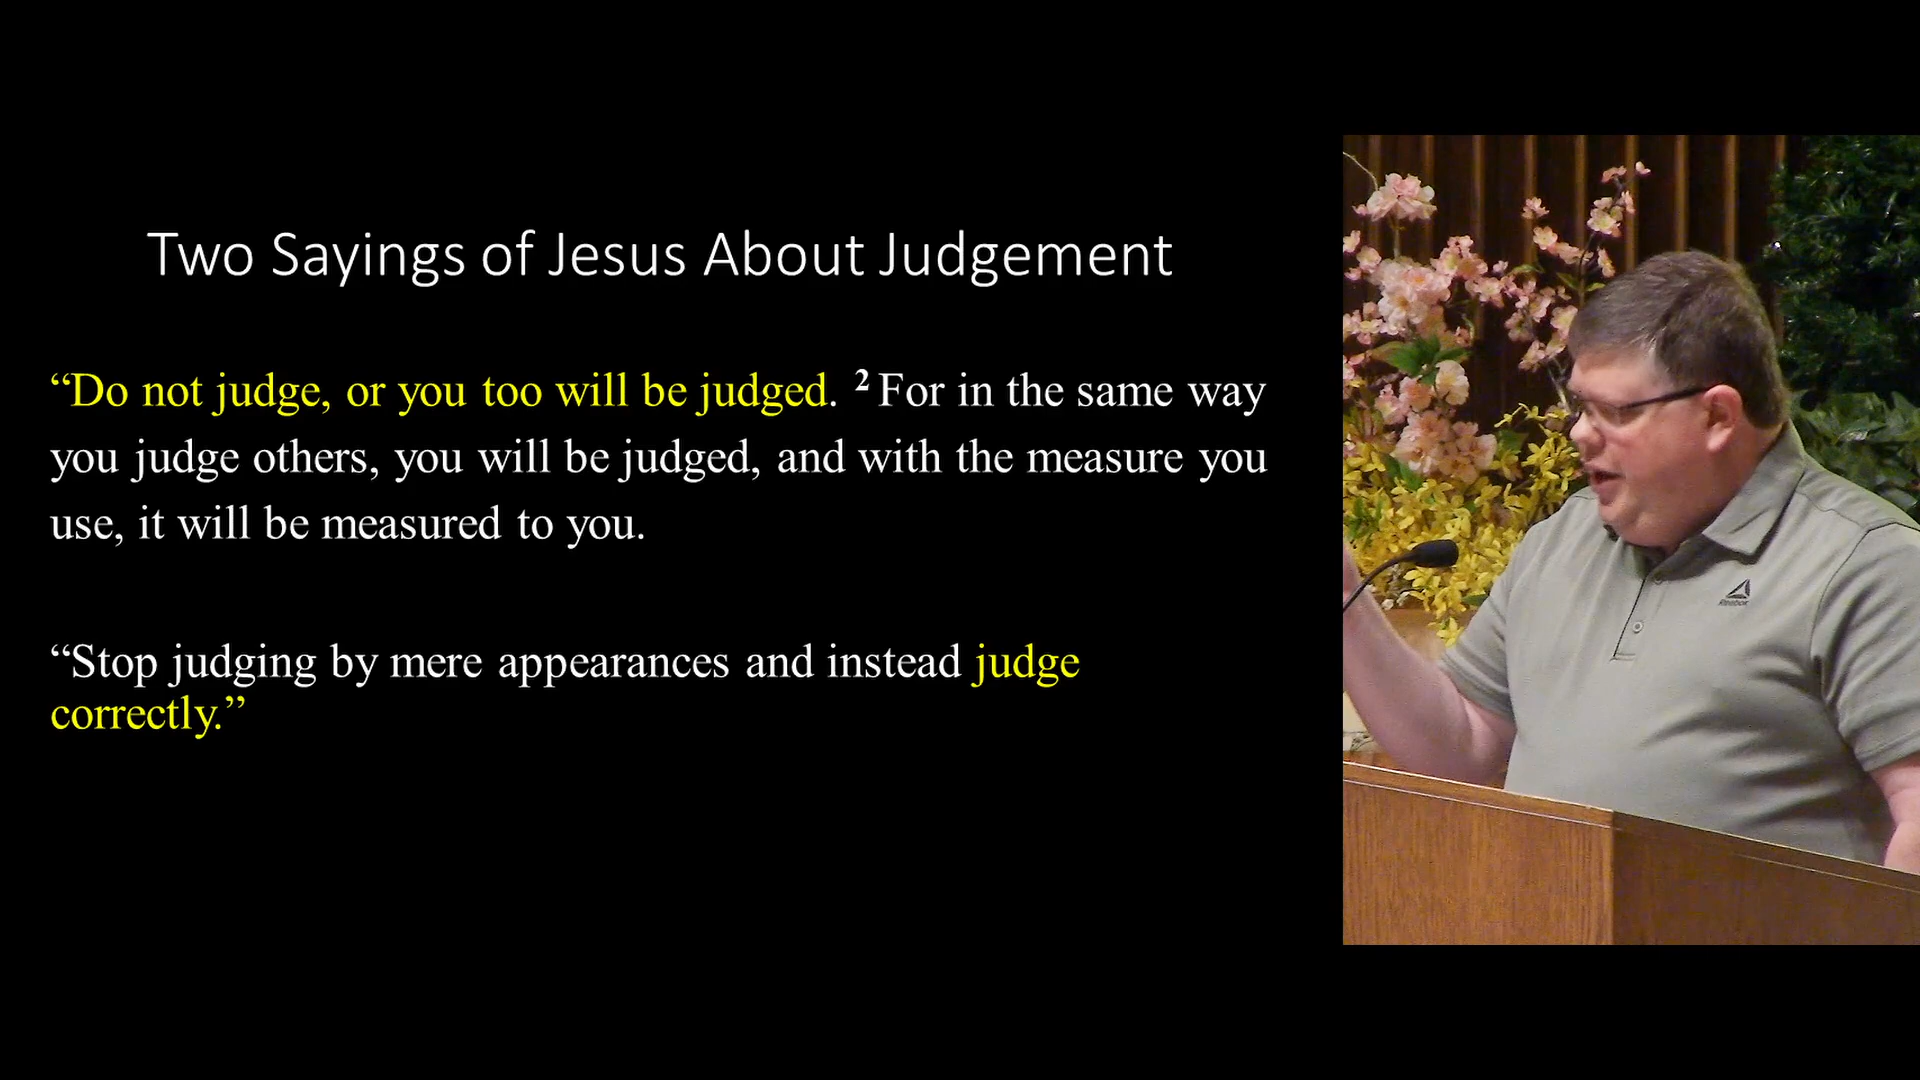 Two Sayings of Jesus About Judgement
“Do not judge, or you too will be judged. ² For in the same way
you judge others, you will be judged, and with the measure you
use, it will be measured to you.
“Stop judging by mere appearances and instead judge
correctly.”
Reebok